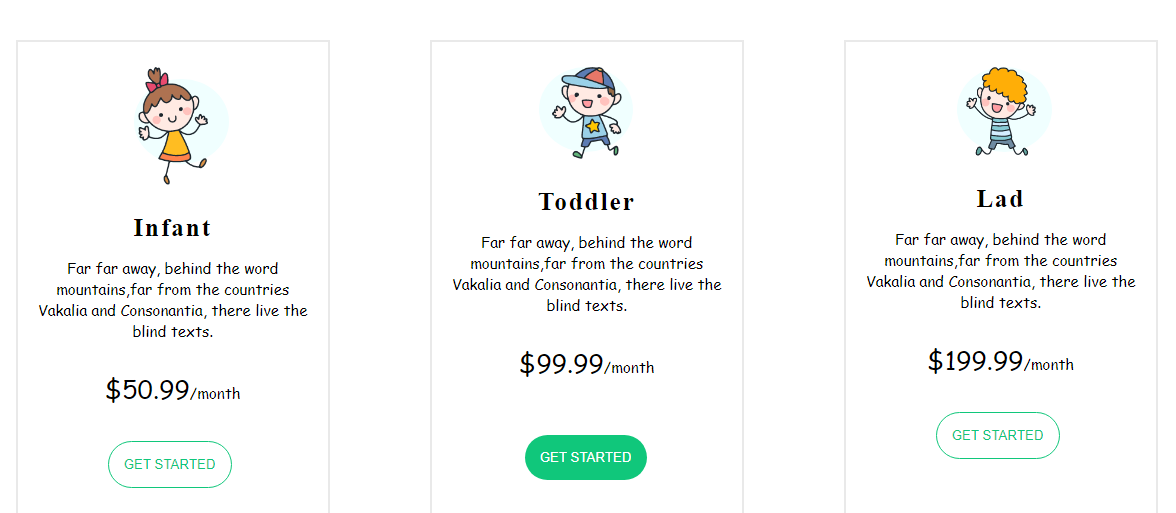 Infant
Far far away, behind the word
mountains,far from the countries
Vakalia and Consonantia, there live the
blind texts.
$50.99/month
GET STARTED
Toddler
Far far away, behind the word
mountains,far from the countries
Vakalia and Consonantia, there live the
blind texts.
$99.99/month
GET STARTED
Lad
Far far away, behind the word
mountains,far from the countries
Vakalia and Consonantia, there live the
blind texts.
$199.99/month
GET STARTED